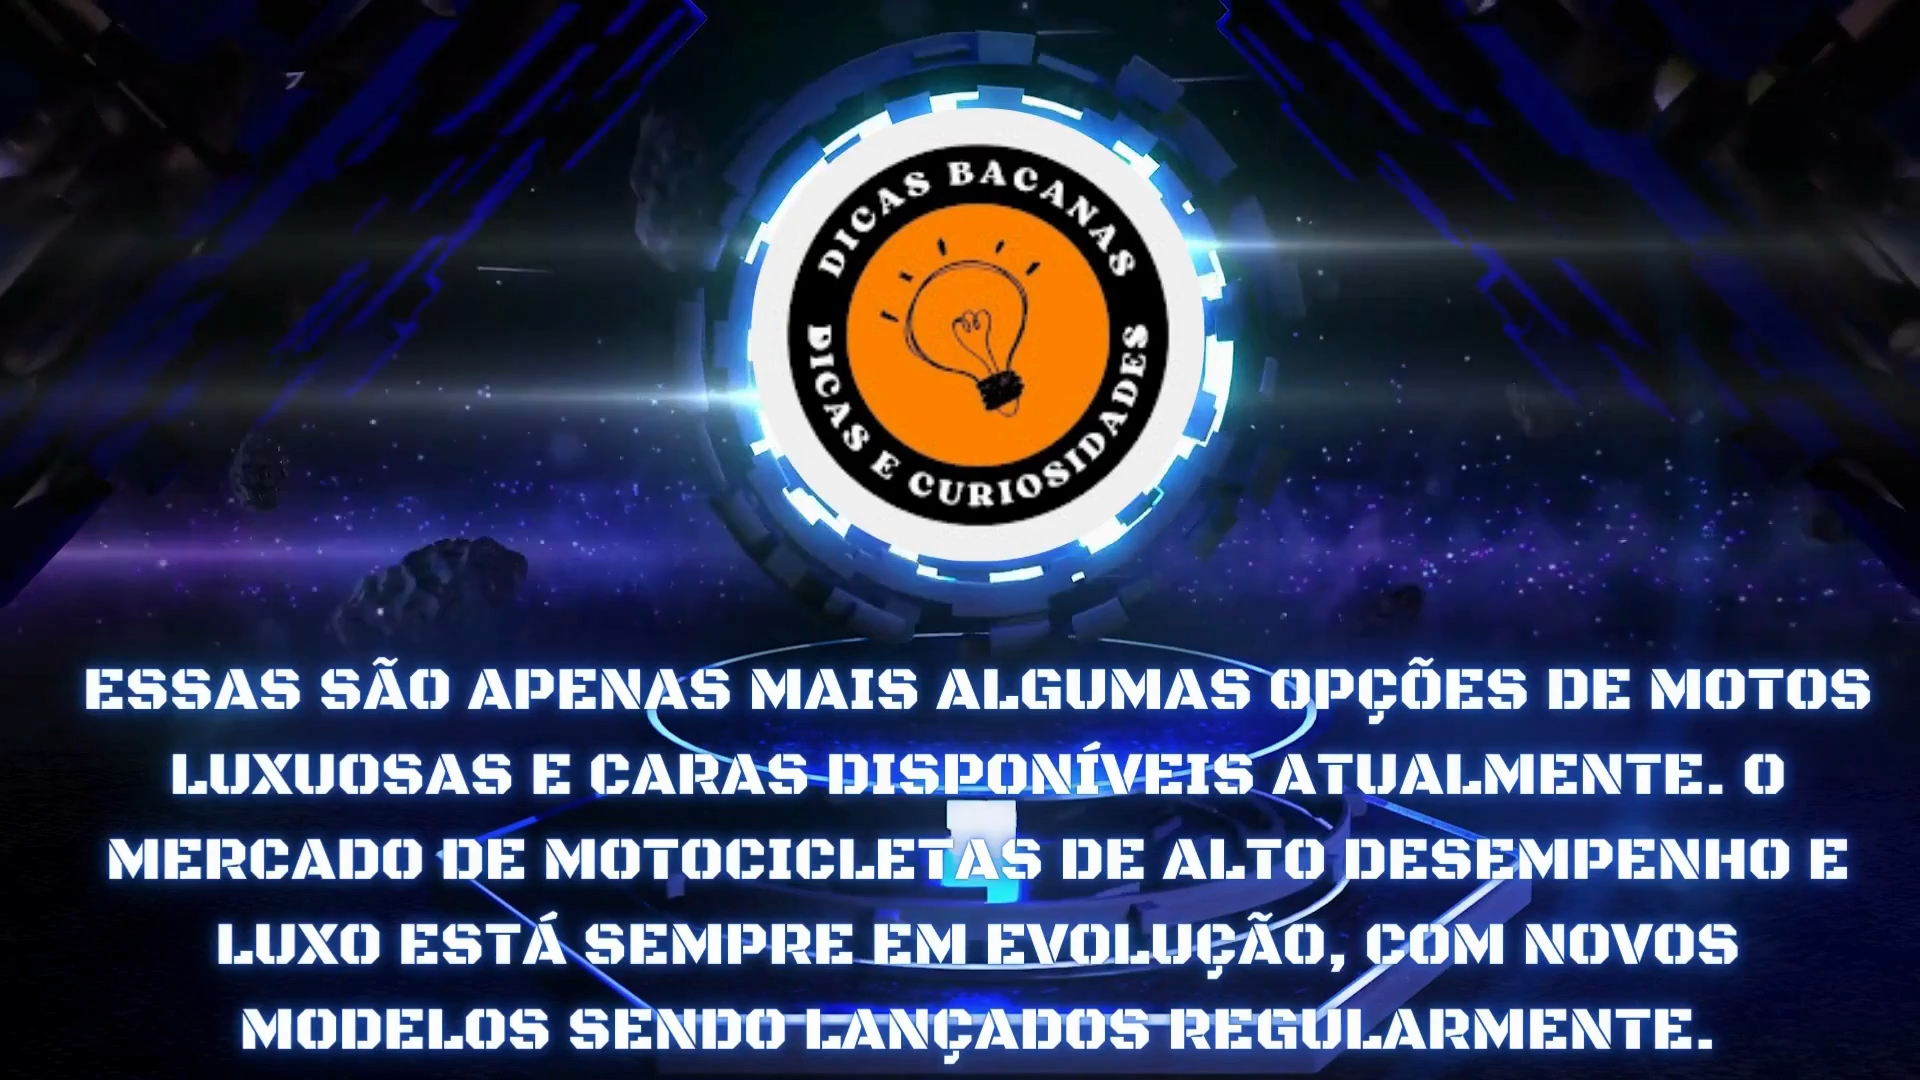 DICAS BACANAS
DICAS E CURIOSIDADES
ESSAS SÃO APENAS MAIS ALGUMAS OPÇÕES DE MOTOS
LUXUOSAS E CARAS DISPONÍVEIS ATUALMENTE. O
MERCADO DE MOTOCICLETAS DE ALTO DESEMPENHO E
LUXO ESTÁ SEMPRE EM EVOLUÇÃO, COM NOVOS
MODELOS SENDO LANÇADOS REGULARMENTE.